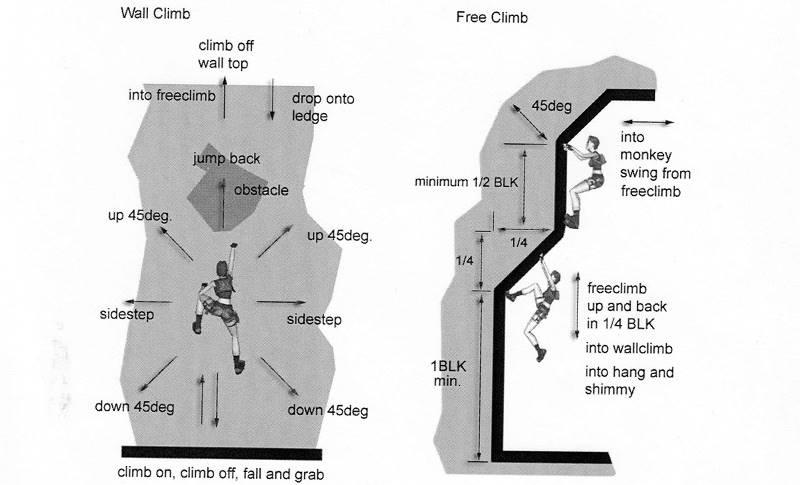 Wall Climb
climb off
wall top
into freeclimb
drop onto
ledge
jump back
obstacle
up 45deg.
up 45deg.
sidestep
sidestep
down 45deg
down 45deg
climb on, climb off, fall and grab
Free Climb
45deg
into
monkey
swing from
freeclimb
minimum 1/2 BLK
1/4
1/4
freeclimb
up and back
in 1/4 BLK
into wallclimb
into hang and
shimmy
1BLK
min.